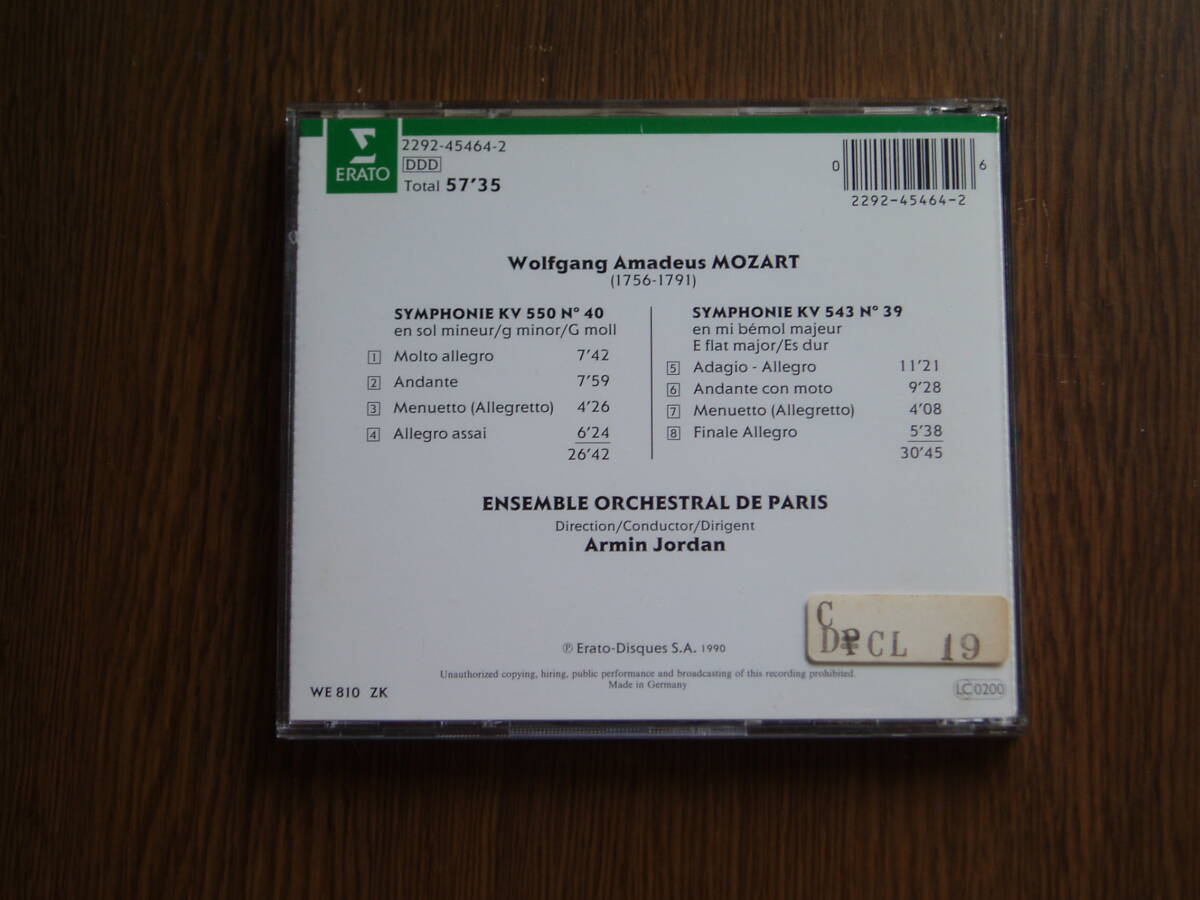 ERATO
2292-45464-2
DDD
Total 57'35
0 6
2292-45464-2
Wolfgang Amadeus MOZART
(1756-1791)
SYMPHONIE KV 550 Nº 40
en sol mineur/g minor/G moll
1 Molto allegro 7'42
2 Andante 7'59
3 Menuetto (Allegretto) 4'26
4 Allegro assai 6'24
26'42
SYMPHONIE KV 543 Nº 39
en mi bémol majeur
E flat major/Es dur
5 Adagio - Allegro 11'21
6 Andante con moto 9'28
7 Menuetto (Allegretto) 4'08
8 Finale Allegro 5'38
30'45
ENSEMBLE ORCHESTRAL DE PARIS
Direction/Conductor/Dirigent
Armin Jordan
℗ Erato-Disques S.A. 1990
Unauthorized copying, hiring, public performance and broadcasting of this recording prohibited.
Made in Germany
WE 810 ZK
C
D CL 19
LC 0200